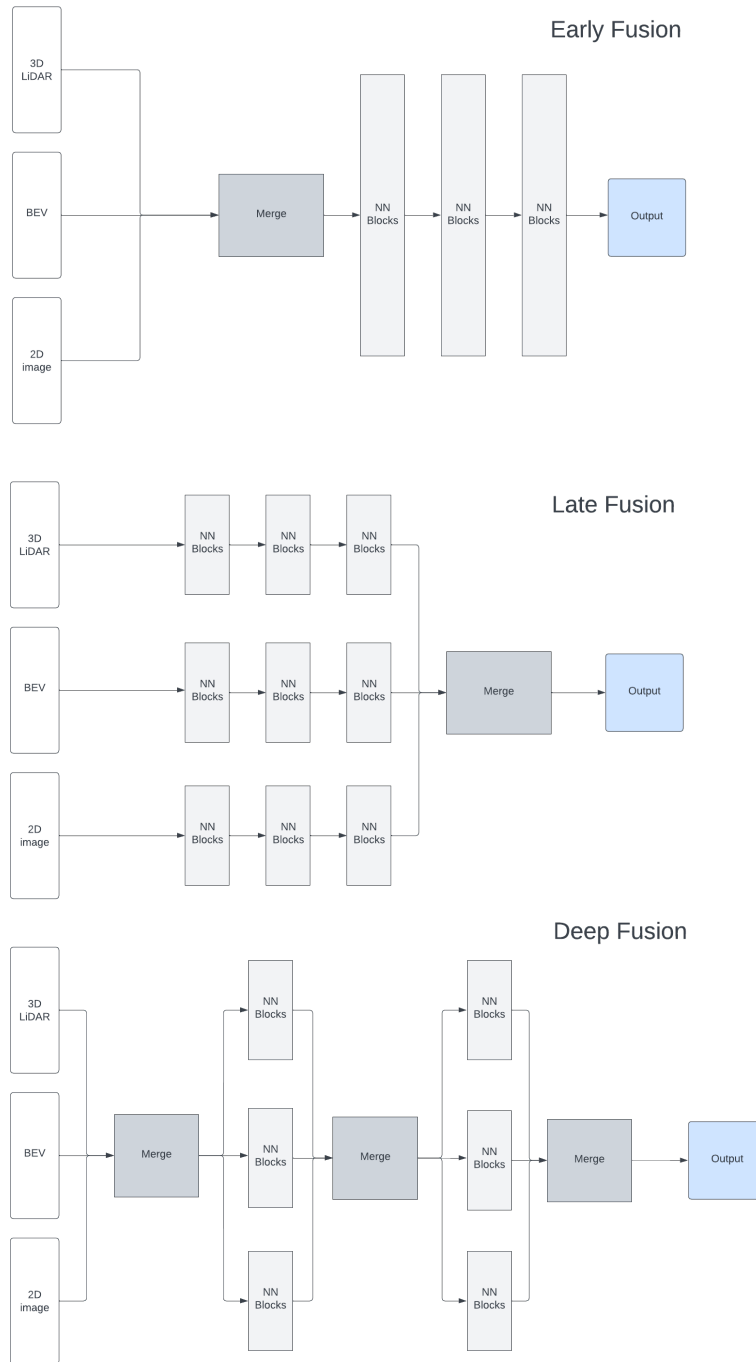 Early Fusion
3D
LiDAR
BEV
2D
image
Merge
NN
Blocks
NN
Blocks
NN
Blocks
Output
Late Fusion
3D
LiDAR
NN
Blocks
NN
Blocks
NN
Blocks
BEV
NN
Blocks
NN
Blocks
NN
Blocks
Merge
Output
2D
image
NN
Blocks
NN
Blocks
NN
Blocks
Deep Fusion
3D
LiDAR
NN
Blocks
NN
Blocks
BEV
Merge
NN
Blocks
Merge
NN
Blocks
Merge
Output
2D
image
NN
Blocks
NN
Blocks